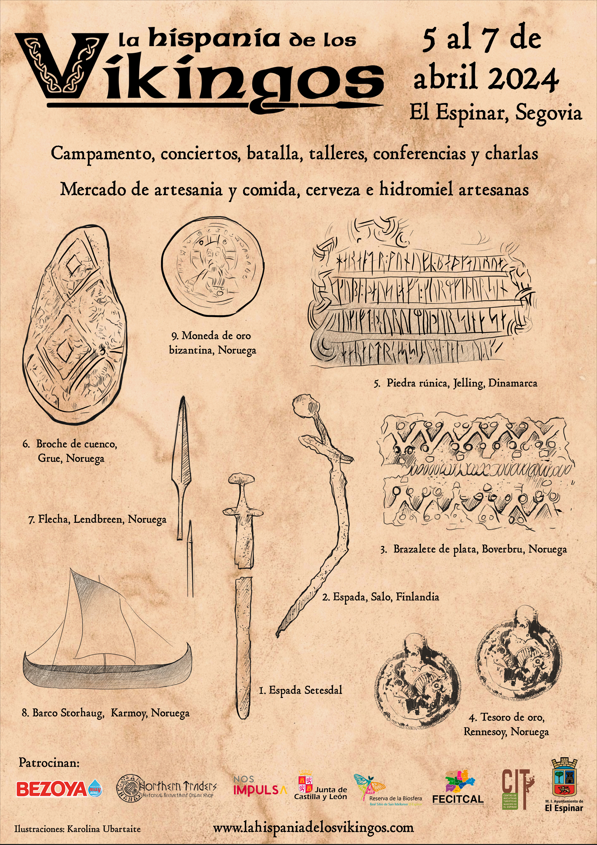 la hispania de los
Vikingos
5 al 7 de
abril 2024
El Espinar, Segovia
Campamento, conciertos, batalla, talleres, conferencias y charlas
Mercado de artesania y comida, cerveza e hidromiel artesanas
9. Moneda de oro
bizantina, Noruega
5. Piedra rúnica, Jelling, Dinamarca
6. Broche de cuenco,
Grue, Noruega
7. Flecha, Lendbreen, Noruega
3. Brazalete de plata, Boverbru, Noruega
2. Espada, Salo, Finlandia
1. Espada Setesdal
8. Barco Storhaug, Karmoy, Noruega
4. Tesoro de oro,
Rennesoy, Noruega
Patrocinan:
BEZOYA
Northern Traders
NOS
IMPULSA
Junta de
Castilla y León
Reserva de la Biosfera
FECITCAL
CIT
M. I. Ayuntamiento de
El Espinar
Ilustraciones: Karolina Ubartaite
www.lahispaniadelosvikingos.com